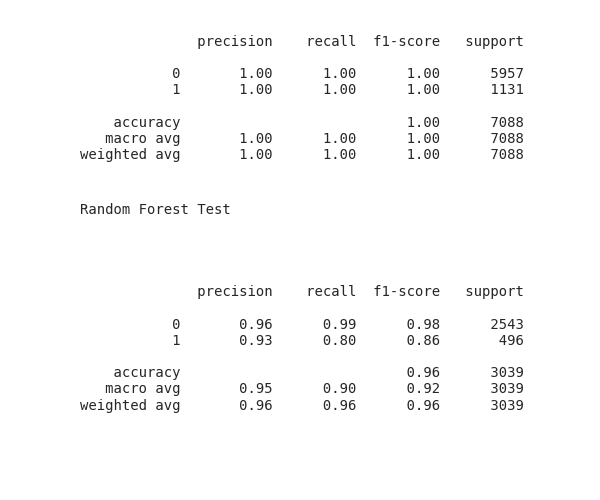 precision recall f1-score support
0 1.00 1.00 1.00 5957
1 1.00 1.00 1.00 1131
accuracy 1.00 7088
macro avg 1.00 1.00 1.00 7088
weighted avg 1.00 1.00 1.00 7088
Random Forest Test
precision recall f1-score support
0 0.96 0.99 0.98 2543
1 0.93 0.80 0.86 496
accuracy 0.96 3039
macro avg 0.95 0.90 0.92 3039
weighted avg 0.96 0.96 0.96 3039